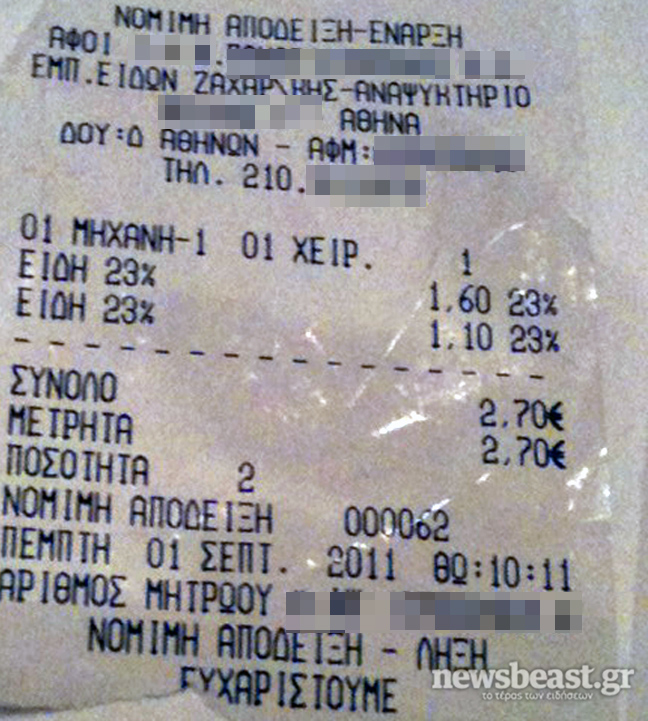 ΝΟΜΙΜΗ ΑΠΟΔΕΙΞΗ-ΕΝΑΡΞΗ
ΑΦΟΙ
ΕΜΠ.ΕΙΔΩΝ ΖΑΧΑΡ/ΚΗΣ-ΑΝΑΨΥΚΤΗΡΙΟ
ΑΘΗΝΑ
ΔΟΥ:Δ ΑΘΗΝΩΝ - ΑΦΜ:
ΤΗΛ. 210.
01 ΜΗΧΑΝΗ-1 01 ΧΕΙΡ. 1
ΕΙΔΗ 23% 1,60 23%
ΕΙΔΗ 23% 1,10 23%
- - - - - - - - - - - - - - - -
ΣΥΝΟΛΟ 2,70€
ΜΕΤΡΗΤΑ 2,70€
ΠΟΣΟΤΗΤΑ 2
ΝΟΜΙΜΗ ΑΠΟΔΕΙΞΗ 000062
ΠΕΜΠΤΗ 01 ΣΕΠΤ. 2011 ΘΩ:10:11
ΑΡΙΘΜΟΣ ΜΗΤΡΩΟΥ
ΝΟΜΙΜΗ ΑΠΟΔΕΙΞΗ - ΛΗΞΗ
ΕΥΧΑΡΙΣΤΟΥΜΕ
newsbeast.gr
το τέρας των ειδήσεων